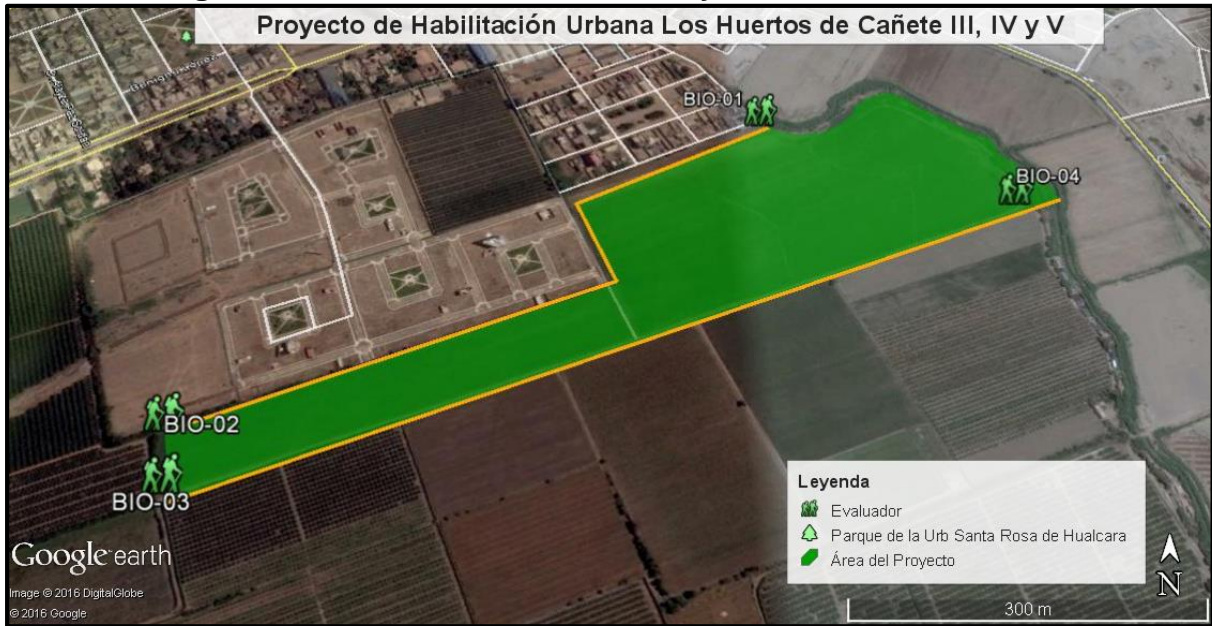 Proyecto de Habilitación Urbana Los Huertos de Cañete III, IV y V
BIO-01
BIO-04
BIO-02
BIO-03
Leyenda
Evaluador
Parque de la Urb Santa Rosa de Hualcara
Área del Proyecto
Google earth
Image © 2016 DigitalGlobe
© 2016 Google
N
300 m